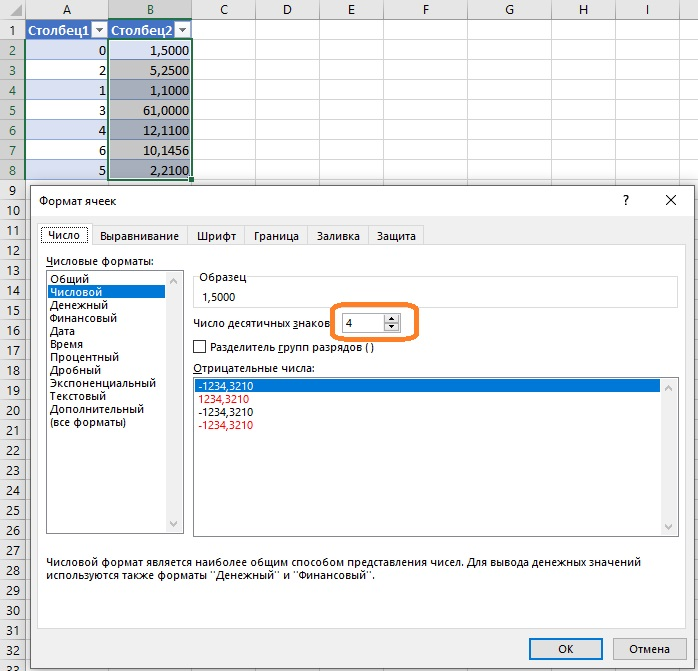 A B C D E F G H I
1 Столбец1 Столбец2
2 0 1,5000
3 2 5,2500
4 1 1,1000
5 3 61,0000
6 4 12,1100
7 6 10,1456
8 5 2,2100
9
10
11
12
13
14
15
16
17
18
19
20
21
22
23
24
25
26
27
28
29
30
31
32
33
Формат ячеек ? ×
Число Выравнивание Шрифт Граница Заливка Защита
Числовые форматы:
Общий
Числовой
Денежный
Финансовый
Дата
Время
Процентный
Дробный
Экспоненциальный
Текстовый
Дополнительный
(все форматы)
Образец
1,5000
Число десятичных знаков: 4
Разделитель групп разрядов ( )
Отрицательные числа:
-1234,3210
1234,3210
-1234,3210
-1234,3210
Числовой формат является наиболее общим способом представления чисел. Для вывода денежных значений
используются также форматы "Денежный" и "Финансовый".
ОК Отмена